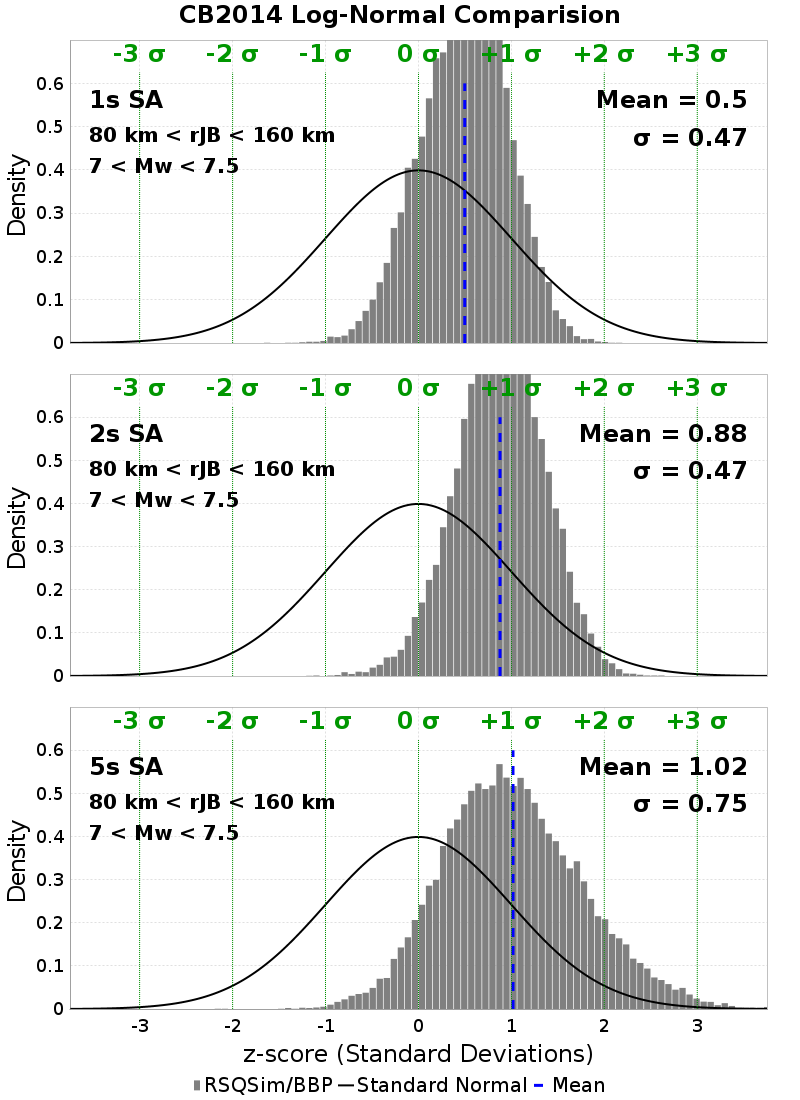 CB2014 Log-Normal Comparision
-3 σ -2 σ -1 σ 0 σ +1 σ +2 σ +3 σ
0.6
1s SA Mean = 0.5
0.5
80 km < rJB < 160 km σ = 0.47
7 < Mw < 7.5
0.4
Density
0.3
0.2
0.1
0
-3 σ -2 σ -1 σ 0 σ +1 σ +2 σ +3 σ
0.6
2s SA Mean = 0.88
0.5
80 km < rJB < 160 km σ = 0.47
7 < Mw < 7.5
0.4
Density
0.3
0.2
0.1
0
-3 σ -2 σ -1 σ 0 σ +1 σ +2 σ +3 σ
0.6
5s SA Mean = 1.02
0.5
80 km < rJB < 160 km σ = 0.75
7 < Mw < 7.5
0.4
Density
0.3
0.2
0.1
0
-3 -2 -1 0 1 2 3
z-score (Standard Deviations)
RSQSim/BBP Standard Normal Mean